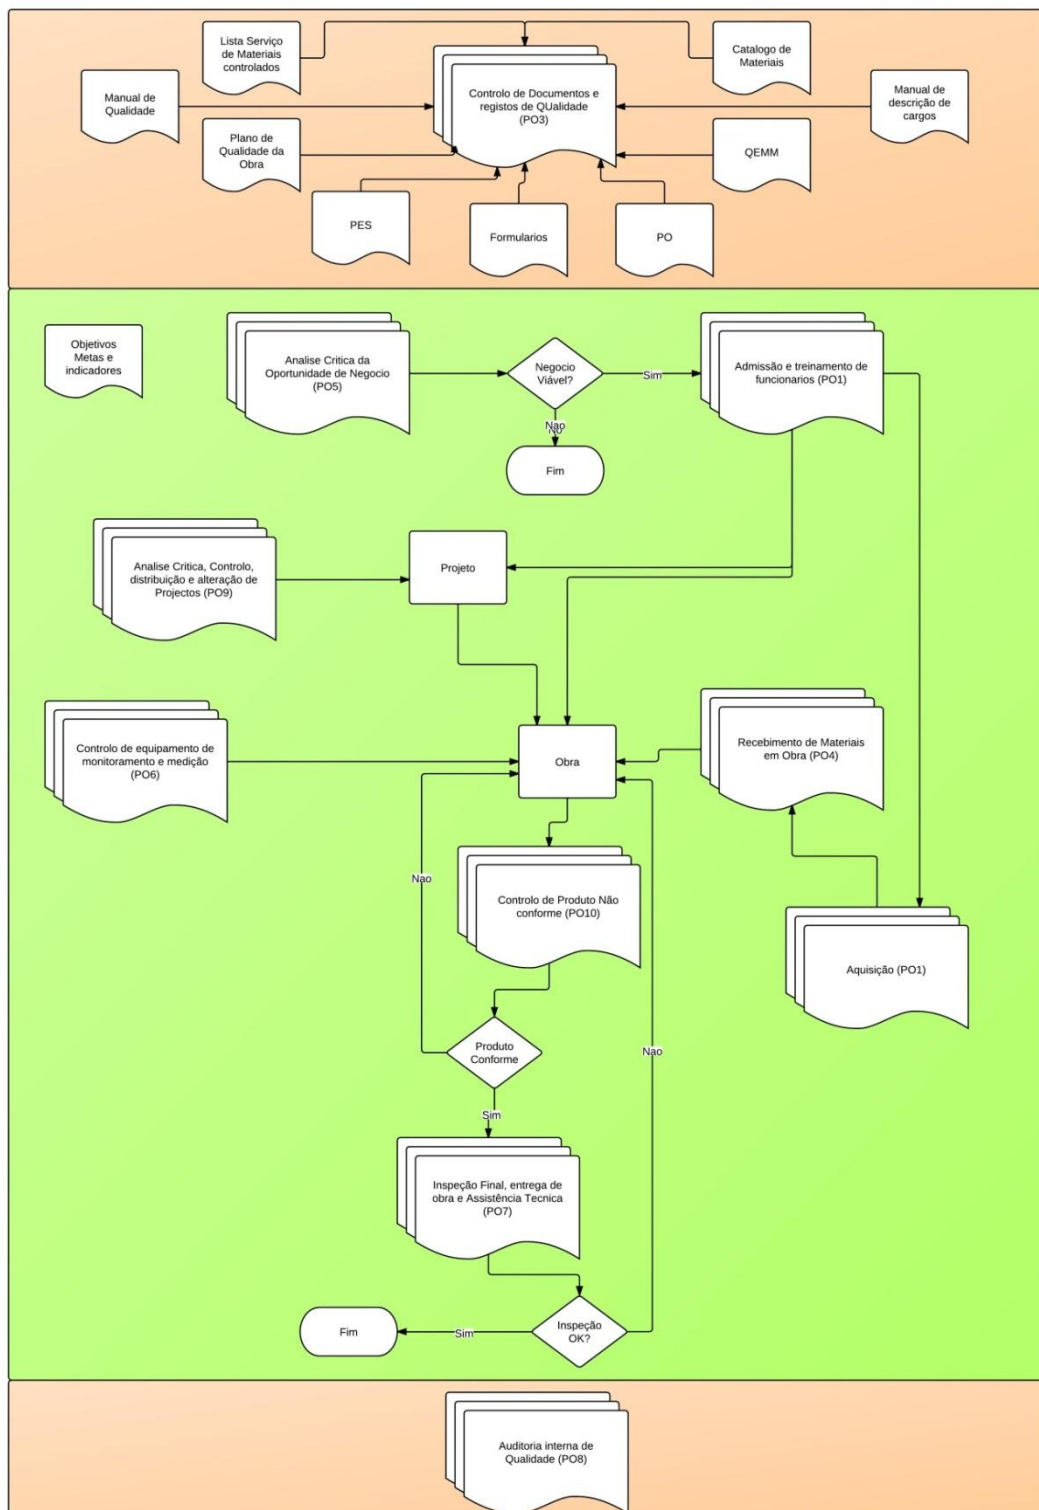 Lista Serviço
de Materiais
controlados
Catalogo de
Materiais
Manual de
Qualidade
Controlo de Documentos e
registos de QUalidade
(PO3)
Manual de
descrição de
cargos
Plano de
Qualidade da
Obra
QEMM
PES
Formularios
PO
Objetivos
Metas e
indicadores
Analise Critica da
Oportunidade de Negocio
(PO5)
Negocio
Viável?
Sim
Admissão e treinamento de
funcionarios (PO1)
Nao
No
Fim
Analise Critica, Controlo,
distribuição e alteração de
Projectos (PO9)
Projeto
Controlo de equipamento de
monitoramento e medição
(PO6)
Obra
Recebimento de Materiais
em Obra (PO4)
Nao
Controlo de Produto Não
conforme (PO10)
Aquisição (PO1)
Produto
Conforme
Nao
Sim
Inspeção Final, entrega de
obra e Assistência Tecnica
(PO7)
Fim
Sim
Inspeção
OK?
Auditoria interna de
Qualidade (PO8)